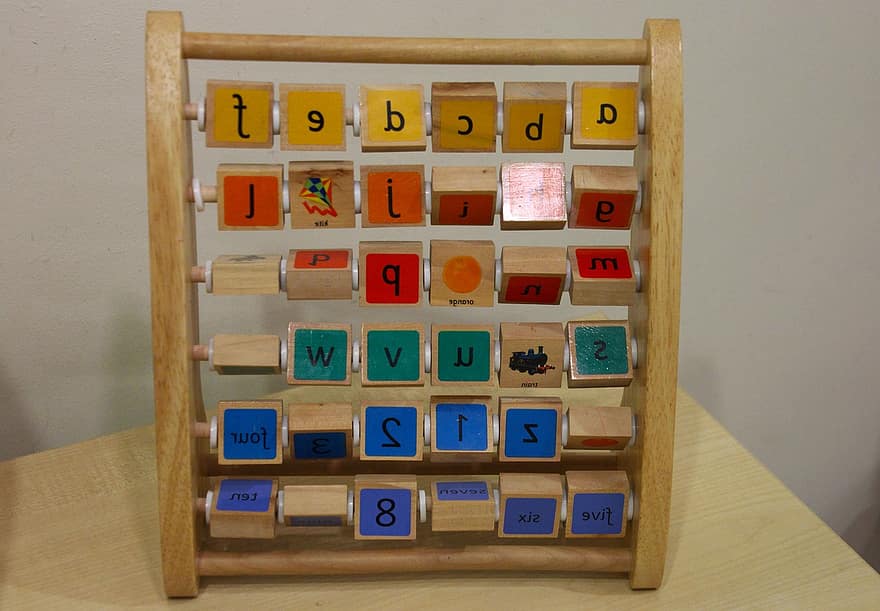 a b c d e f
g i j kite l
m n orange p q
s train u v w
z 1 2 3 four
five six seven 8 ten